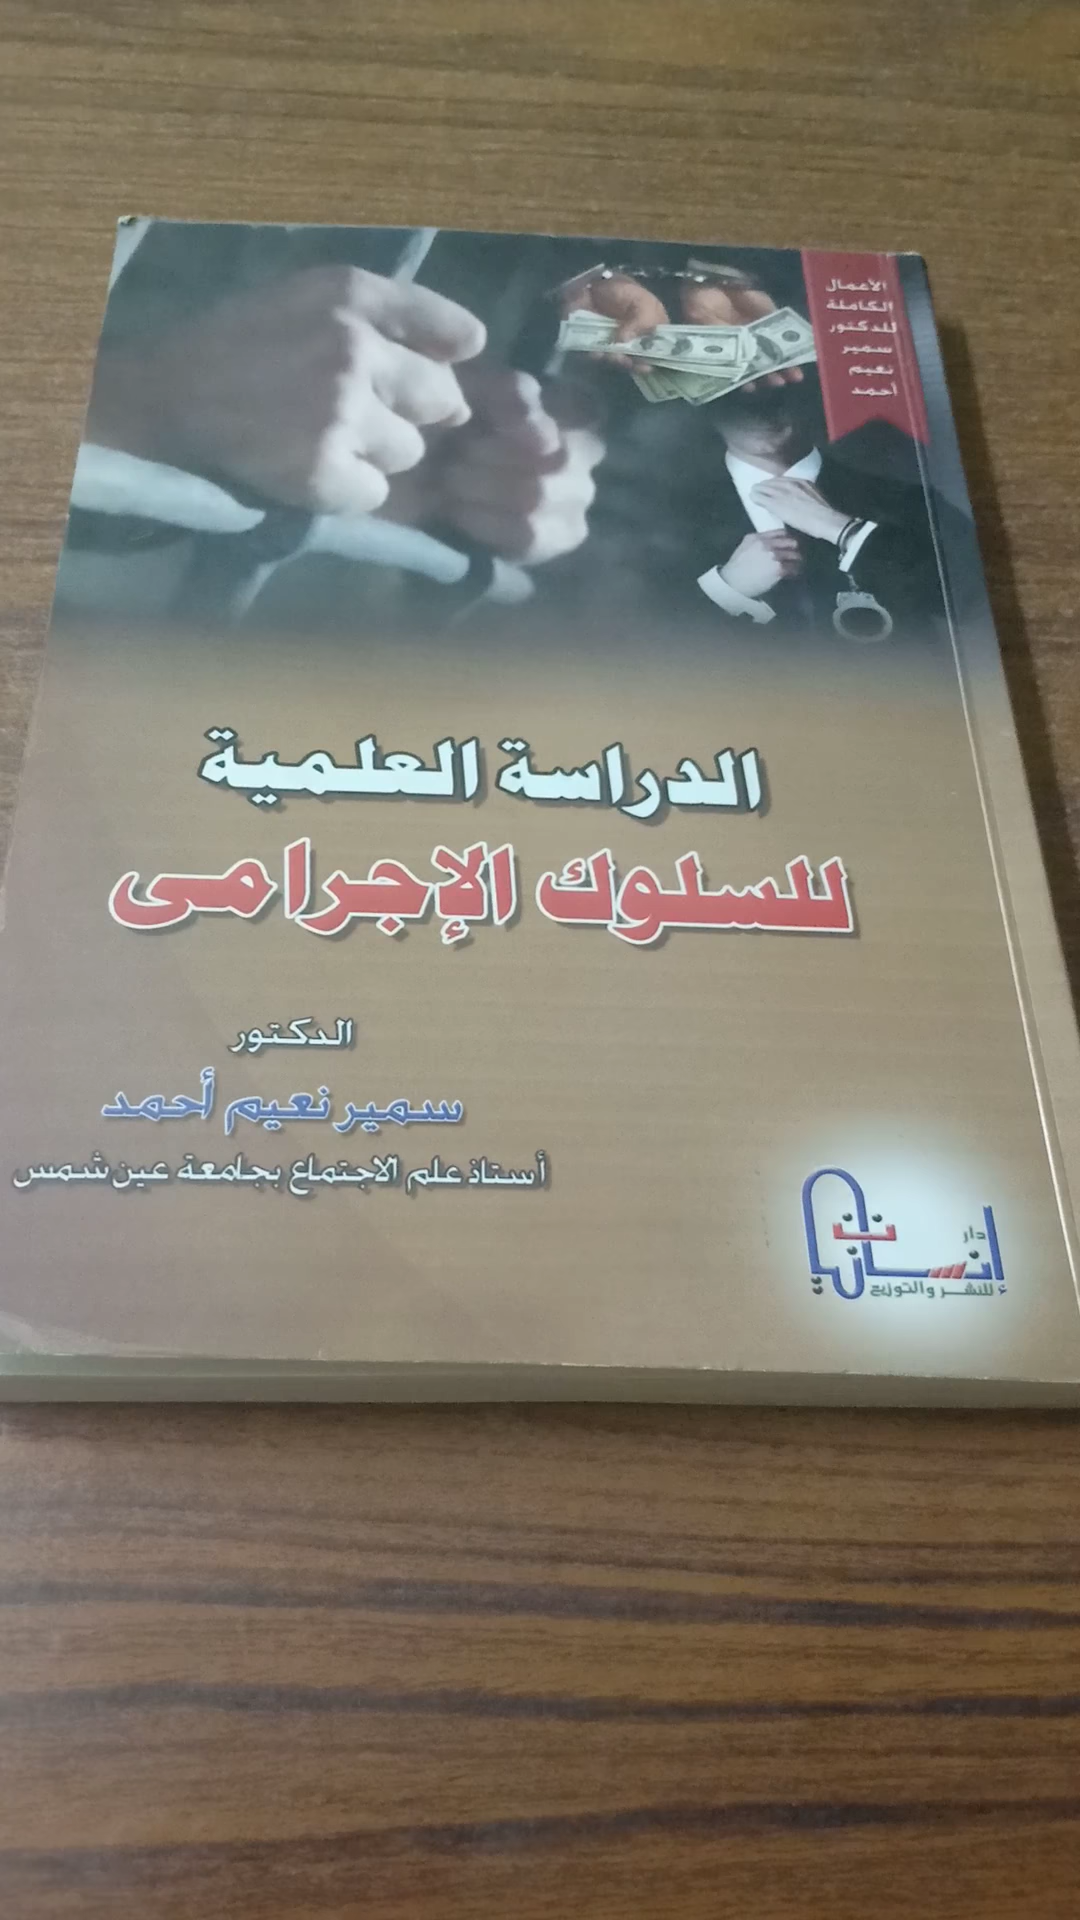 الأعمال
الكاملة
للدكتور
سمير
نعيم
أحمد
الدراسة العلمية
للسلوك الإجرامى
الدكتور
سمير نعيم أحمد
أستاذ علم الاجتماع بجامعة عين شمس
دار
إنسانيات
للنشر والتوزيع